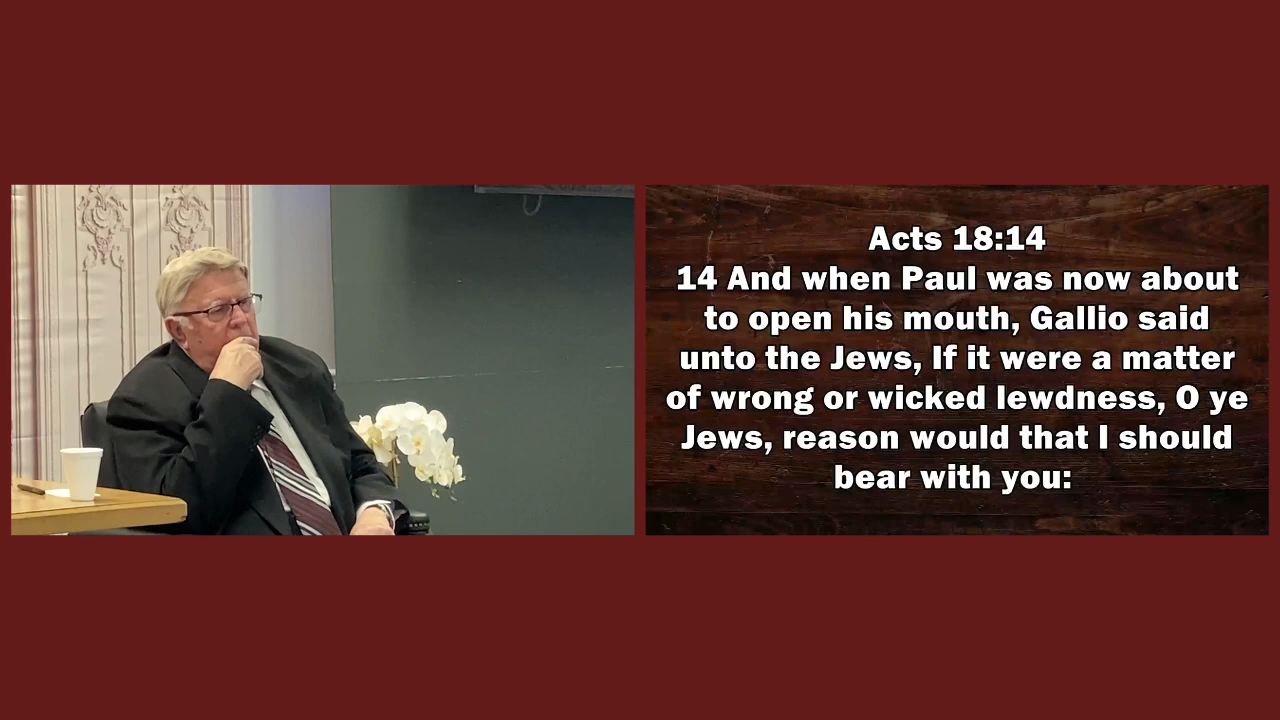 Acts 18:14
14 And when Paul was now about
to open his mouth, Gallio said
unto the Jews, If it were a matter
of wrong or wicked lewdness, O ye
Jews, reason would that I should
bear with you: